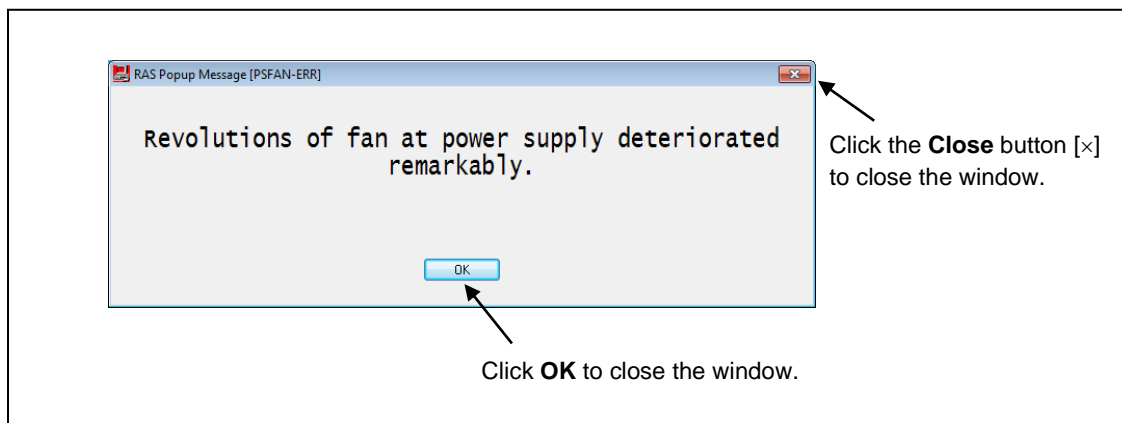 RAS Popup Message [PSFAN-ERR]
Revolutions of fan at power supply deteriorated
remarkably.
OK
Click the Close button [×]
to close the window.
Click OK to close the window.